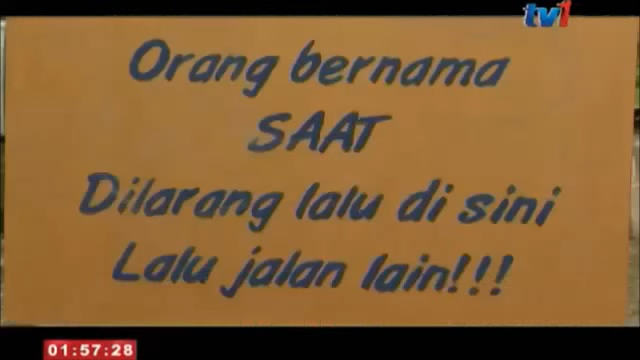 tv1
Orang bernama
SAAT
Dilarang lalu di sini
Lalu jalan lain!!!
01:57:28